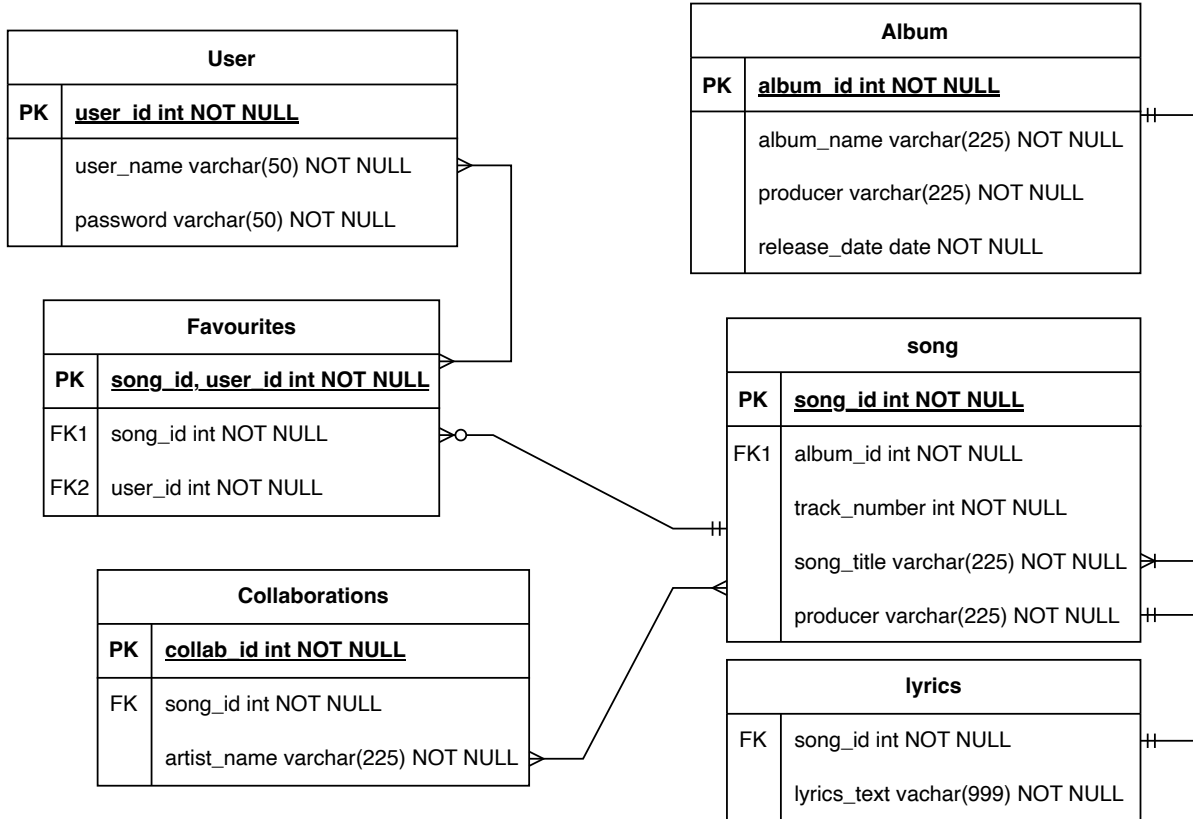 User
PK user_id int NOT NULL
user_name varchar(50) NOT NULL
password varchar(50) NOT NULL
Album
PK album_id int NOT NULL
album_name varchar(225) NOT NULL
producer varchar(225) NOT NULL
release_date date NOT NULL
Favourites
PK song_id, user_id int NOT NULL
FK1 song_id int NOT NULL
FK2 user_id int NOT NULL
song
PK song_id int NOT NULL
FK1 album_id int NOT NULL
track_number int NOT NULL
song_title varchar(225) NOT NULL
producer varchar(225) NOT NULL
Collaborations
PK collab_id int NOT NULL
FK song_id int NOT NULL
artist_name varchar(225) NOT NULL
lyrics
FK song_id int NOT NULL
lyrics_text vachar(999) NOT NULL